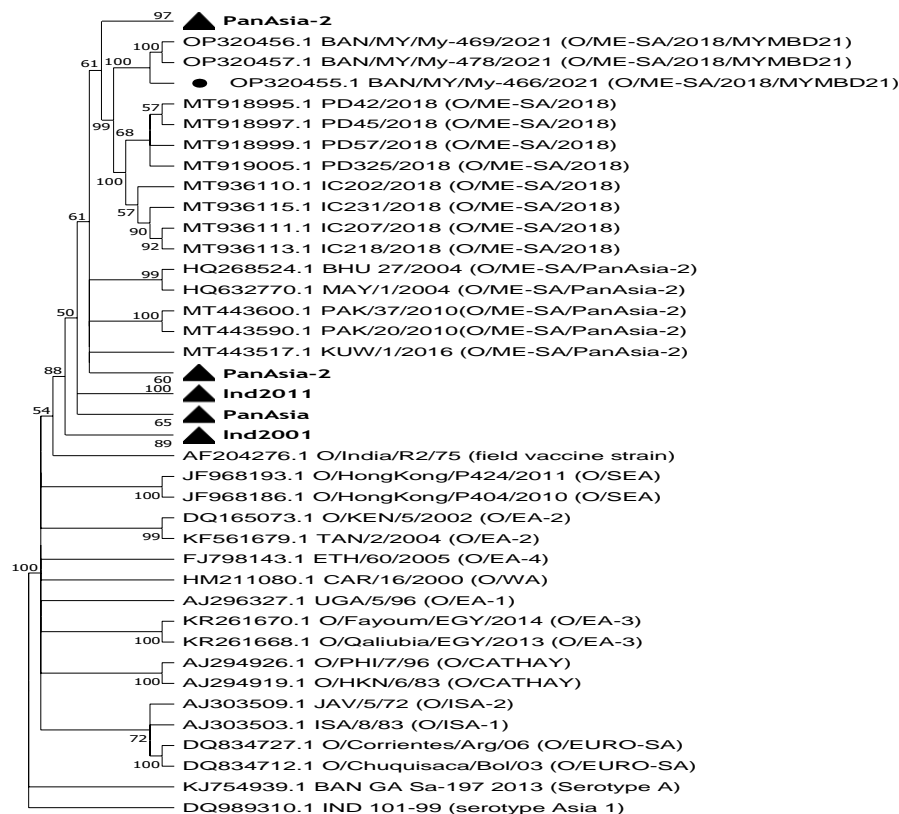 97 PanAsia-2
100 OP320456.1 BAN/MY/My-469/2021 (O/ME-SA/2018/MYMBD21)
61 100 OP320457.1 BAN/MY/My-478/2021 (O/ME-SA/2018/MYMBD21)
OP320455.1 BAN/MY/My-466/2021 (O/ME-SA/2018/MYMBD21)
57 MT918995.1 PD42/2018 (O/ME-SA/2018)
99 68 MT918997.1 PD45/2018 (O/ME-SA/2018)
MT918999.1 PD57/2018 (O/ME-SA/2018)
MT919005.1 PD325/2018 (O/ME-SA/2018)
100 MT936110.1 IC202/2018 (O/ME-SA/2018)
57 MT936115.1 IC231/2018 (O/ME-SA/2018)
61 90 MT936111.1 IC207/2018 (O/ME-SA/2018)
92 MT936113.1 IC218/2018 (O/ME-SA/2018)
99 HQ268524.1 BHU 27/2004 (O/ME-SA/PanAsia-2)
HQ632770.1 MAY/1/2004 (O/ME-SA/PanAsia-2)
50 100 MT443600.1 PAK/37/2010(O/ME-SA/PanAsia-2)
MT443590.1 PAK/20/2010(O/ME-SA/PanAsia-2)
MT443517.1 KUW/1/2016 (O/ME-SA/PanAsia-2)
88 60 PanAsia-2
100 Ind2011
54 65 PanAsia
89 Ind2001
AF204276.1 O/India/R2/75 (field vaccine strain)
JF968193.1 O/HongKong/P424/2011 (O/SEA)
100 JF968186.1 O/HongKong/P404/2010 (O/SEA)
DQ165073.1 O/KEN/5/2002 (O/EA-2)
99 KF561679.1 TAN/2/2004 (O/EA-2)
100 FJ798143.1 ETH/60/2005 (O/EA-4)
HM211080.1 CAR/16/2000 (O/WA)
AJ296327.1 UGA/5/96 (O/EA-1)
KR261670.1 O/Fayoum/EGY/2014 (O/EA-3)
100 KR261668.1 O/Qaliubia/EGY/2013 (O/EA-3)
AJ294926.1 O/PHI/7/96 (O/CATHAY)
100 AJ294919.1 O/HKN/6/83 (O/CATHAY)
AJ303509.1 JAV/5/72 (O/ISA-2)
72 AJ303503.1 ISA/8/83 (O/ISA-1)
DQ834727.1 O/Corrientes/Arg/06 (O/EURO-SA)
100 DQ834712.1 O/Chuquisaca/Bol/03 (O/EURO-SA)
KJ754939.1 BAN GA Sa-197 2013 (Serotype A)
DQ989310.1 IND 101-99 (serotype Asia 1)